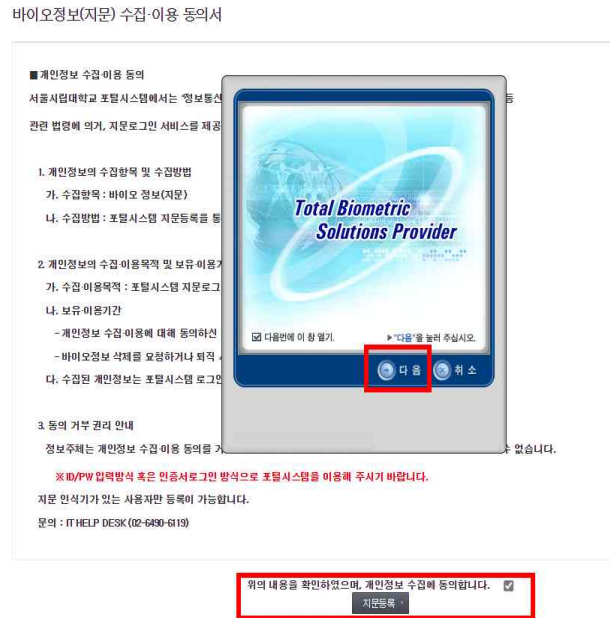 바이오정보(지문) 수집·이용 동의서
■ 개인정보 수집·이용 동의
서울시립대학교 포털시스템에서는 "정보통신
등
관련 법령에 의거, 지문로그인 서비스를 제공
1. 개인정보의 수집항목 및 수집방법
가. 수집항목 : 바이오 정보(지문)
나. 수집방법 : 포털시스템 지문등록을 통
2. 개인정보의 수집·이용목적 및 보유·이용기
가. 수집·이용목적 : 포털시스템 지문로그
나. 보유·이용기간
- 개인정보 수집·이용에 대해 동의하신
- 바이오정보 삭제를 요청하거나 퇴직
다. 수집된 개인정보는 포털시스템 로그인
3. 동의 거부 권리 안내
정보주체는 개인정보 수집·이용 동의를 거
수 없습니다.
※ ID/PW 입력방식 혹은 인증서로그인 방식으로 포털시스템을 이용해 주시기 바랍니다.
지문 인식기가 있는 사용자만 등록이 가능합니다.
문의 : IT HELP DESK (02-6490-6119)
Total Biometric
Solutions Provider
다음번에 이 창 열기.
▶"다음"을 눌러 주십시오.
다 음
취 소
위의 내용을 확인하였으며, 개인정보 수집에 동의합니다.
지문등록